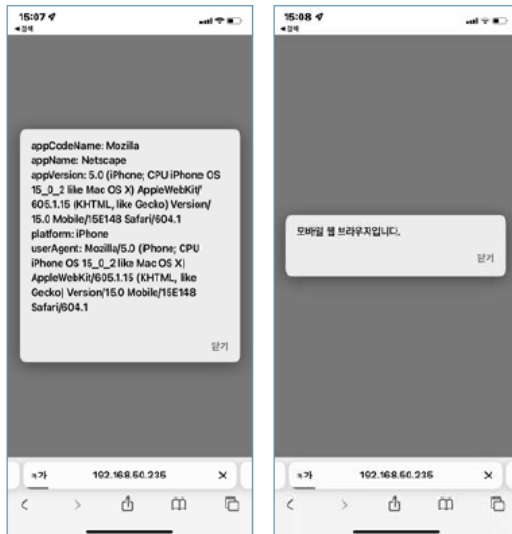 15:07
◀ 검색
appCodeName: Mozilla
appName: Netscape
appVersion: 5.0 (iPhone; CPU iPhone OS
15_0_2 like Mac OS X) AppleWebKit/
605.1.15 (KHTML, like Gecko) Version/
15.0 Mobile/15E148 Safari/604.1
platform: iPhone
userAgent: Mozilla/5.0 (iPhone; CPU
iPhone OS 15_0_2 like Mac OS X)
AppleWebKit/605.1.15 (KHTML, like
Gecko) Version/15.0 Mobile/15E148
Safari/604.1
닫기
가가 192.168.50.235
15:08
◀ 검색
모바일 웹 브라우저입니다.
닫기
가가 192.168.50.235